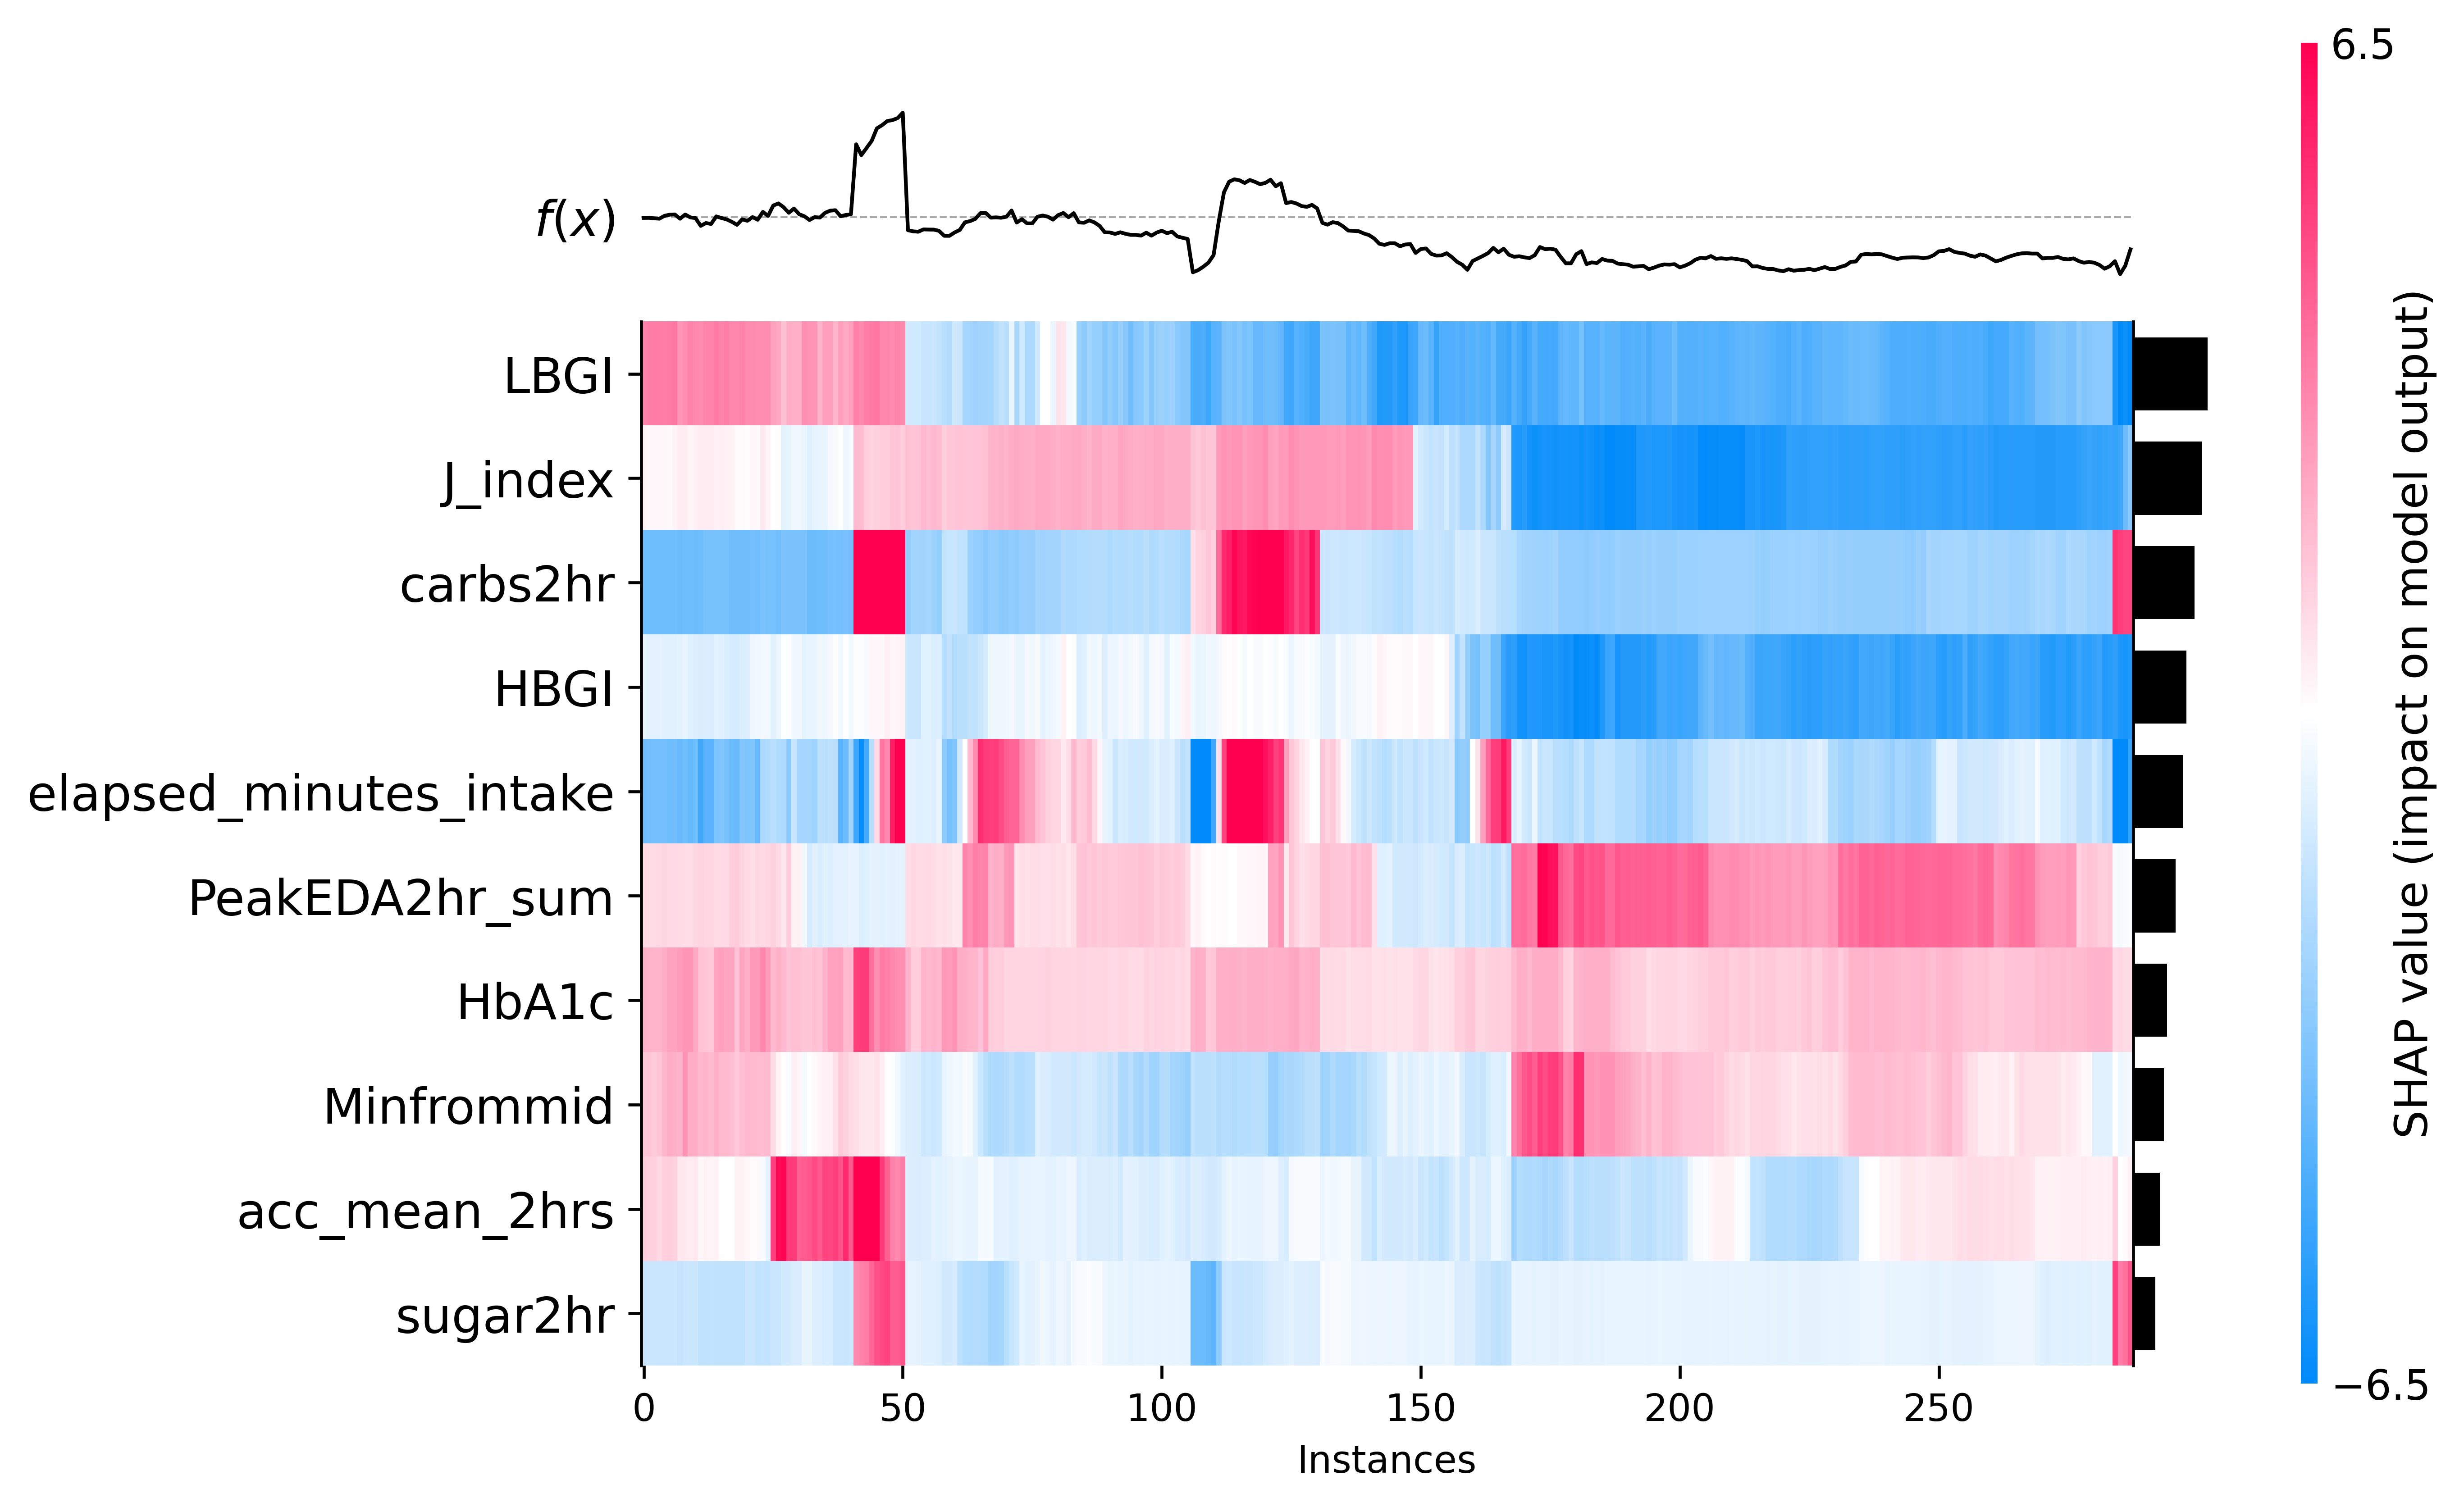 6.5
f(x)
LBGI
J_index
carbs2hr
HBGI
elapsed_minutes_intake
PeakEDA2hr_sum
HbA1c
Minfrommid
acc_mean_2hrs
sugar2hr
0 50 100 150 200 250
Instances
SHAP value (impact on model output)
−6.5